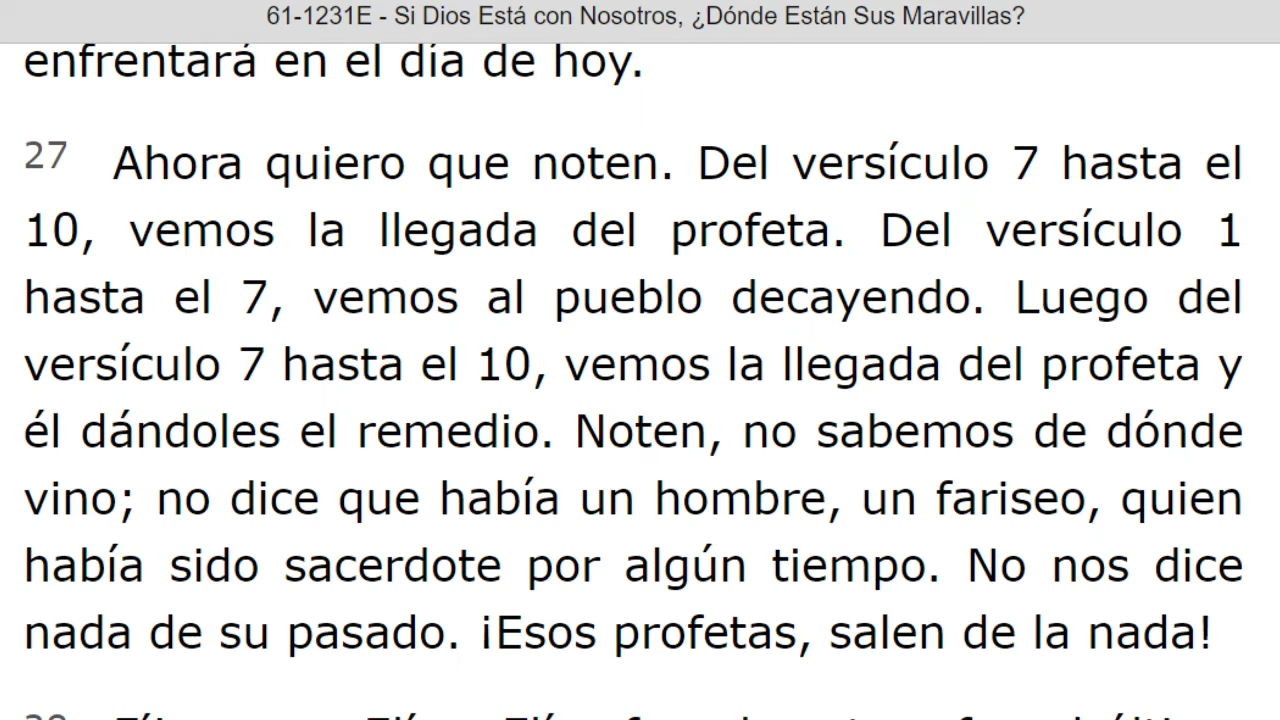 61-1231E - Si Dios Está con Nosotros, ¿Dónde Están Sus Maravillas?
enfrentará en el día de hoy.
27 Ahora quiero que noten. Del versículo 7 hasta el
10, vemos la llegada del profeta. Del versículo 1
hasta el 7, vemos al pueblo decayendo. Luego del
versículo 7 hasta el 10, vemos la llegada del profeta y
él dándoles el remedio. Noten, no sabemos de dónde
vino; no dice que había un hombre, un fariseo, quien
había sido sacerdote por algún tiempo. No nos dice
nada de su pasado. ¡Esos profetas, salen de la nada!